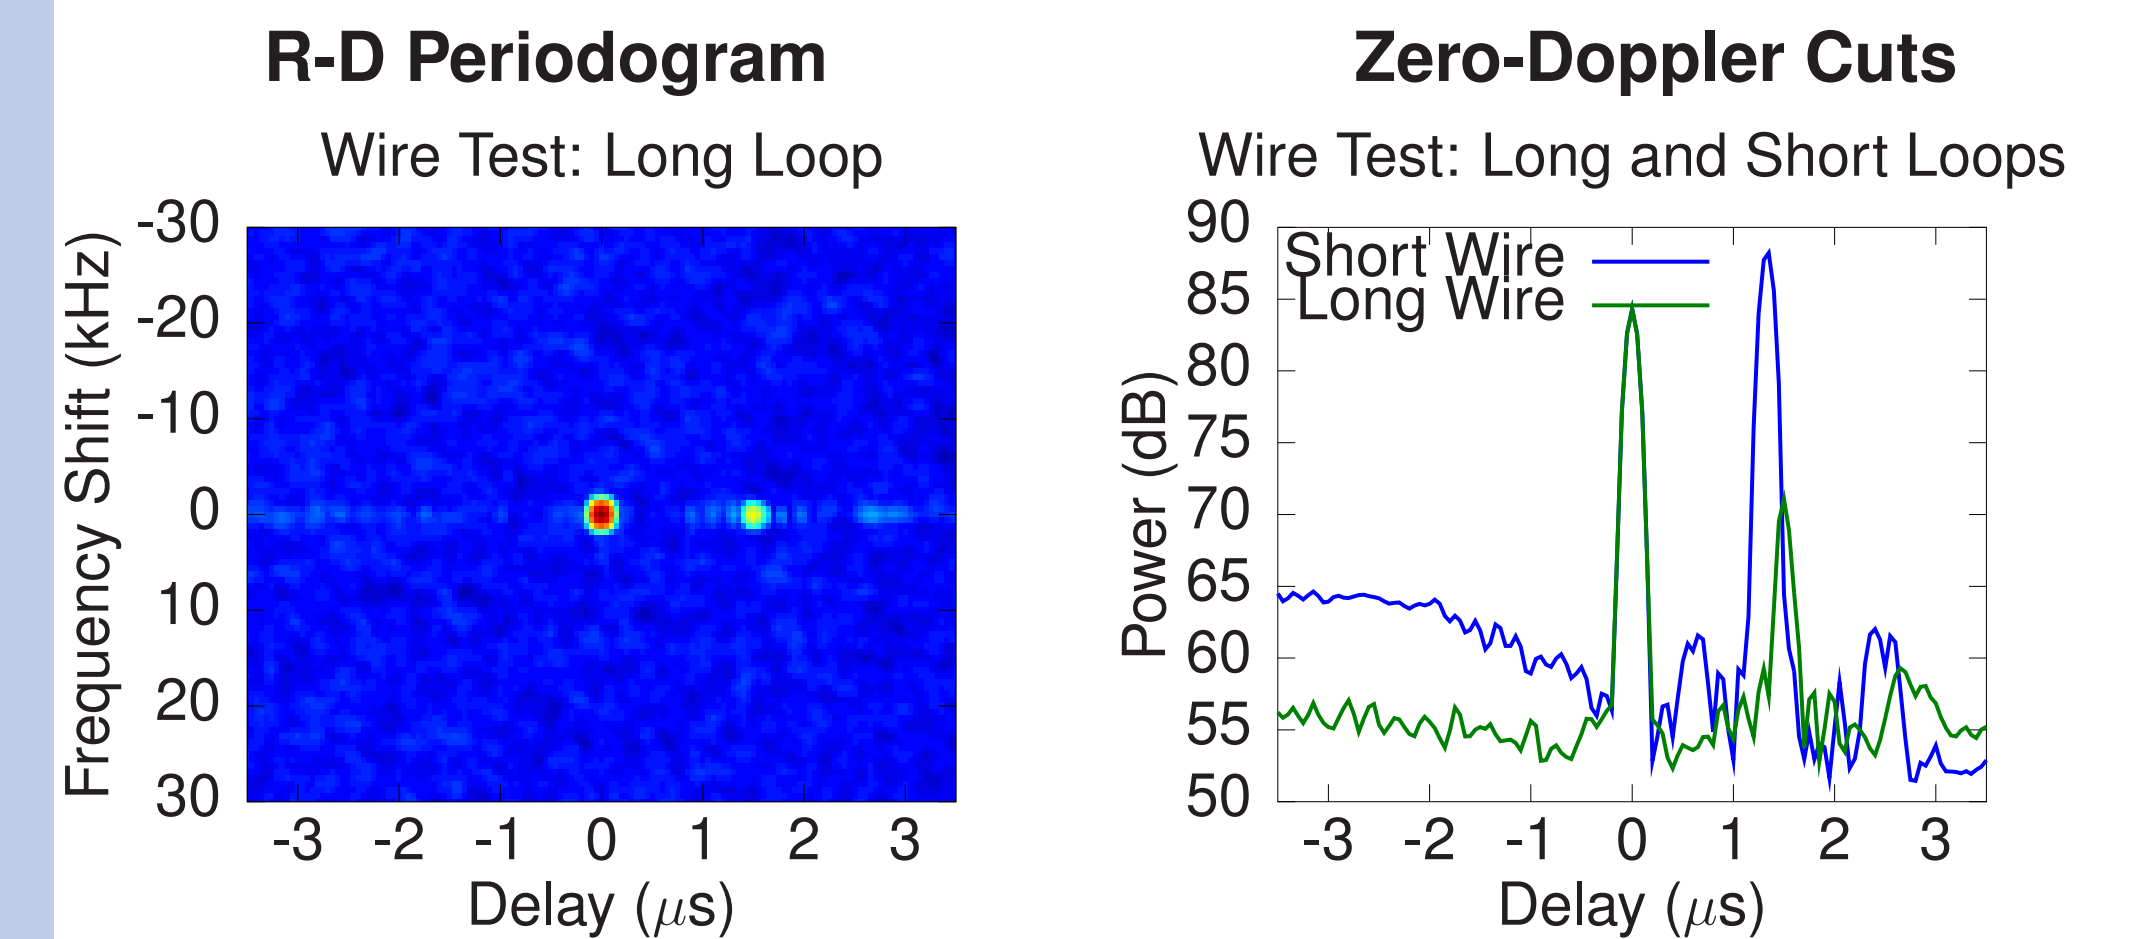 R-D Periodogram
Wire Test: Long Loop
Frequency Shift (kHz)
-30
-20
-10
0
10
20
30
-3 -2 -1 0 1 2 3
Delay (μs)
Zero-Doppler Cuts
Wire Test: Long and Short Loops
Power (dB)
90
85
80
75
70
65
60
55
50
Short Wire
Long Wire
-3 -2 -1 0 1 2 3
Delay (μs)